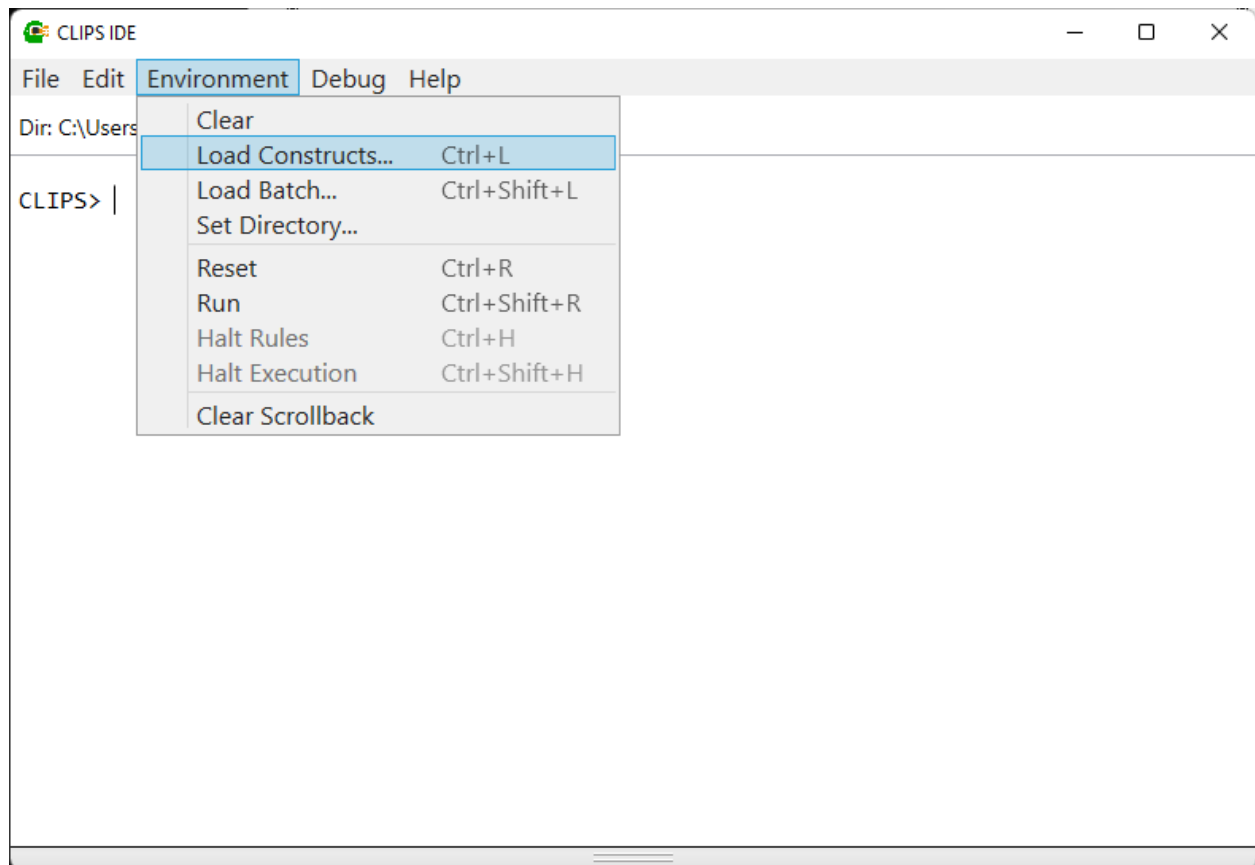 CLIPS IDE
File Edit Environment Debug Help
Dir: C:\Users
CLIPS>
Clear
Load Constructs... Ctrl+L
Load Batch... Ctrl+Shift+L
Set Directory...
Reset Ctrl+R
Run Ctrl+Shift+R
Halt Rules Ctrl+H
Halt Execution Ctrl+Shift+H
Clear Scrollback